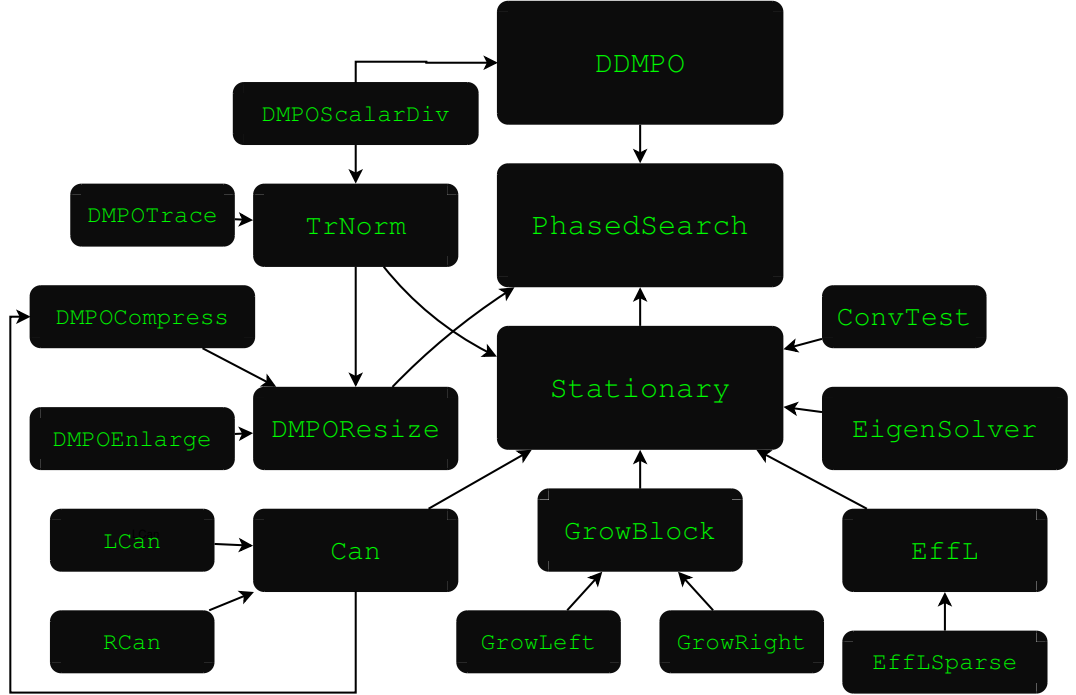 DDMPO
DMPOScalarDiv
DMPOTrace
TrNorm
PhasedSearch
DMPOCompress
ConvTest
Stationary
DMPOEnlarge
DMPOResize
EigenSolver
LCan
Can
GrowBlock
EffL
RCan
GrowLeft
GrowRight
EffLSparse